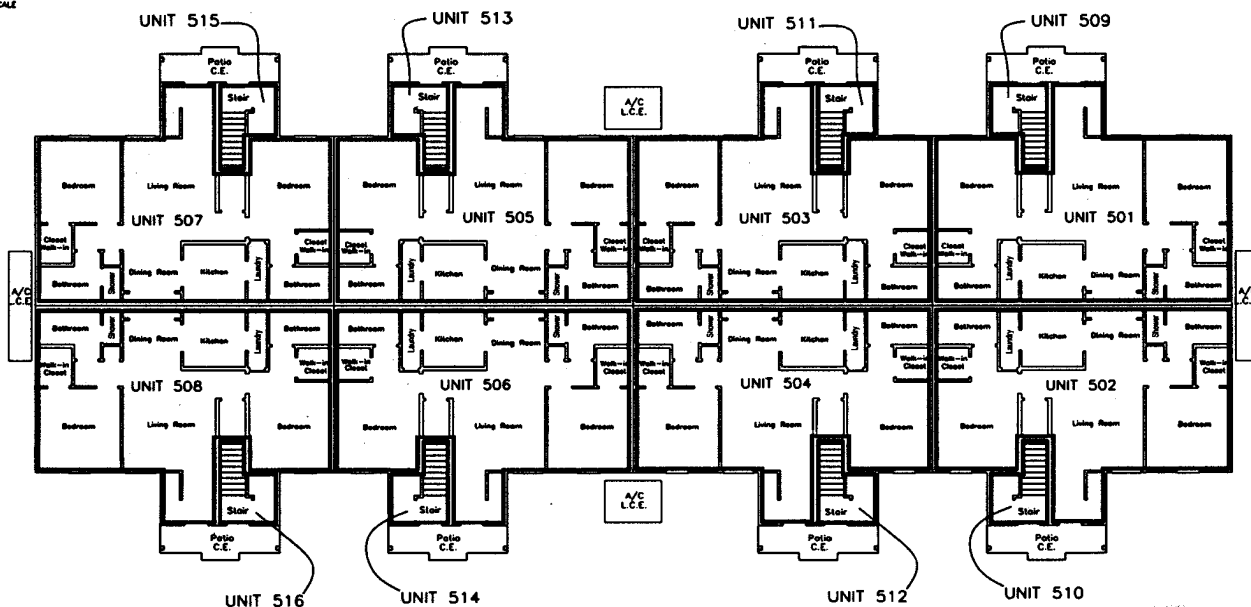 UNIT 515
UNIT 513
UNIT 511
UNIT 509
Patio
C.E.
Patio
C.E.
Patio
C.E.
Patio
C.E.
Stair
Stair
A/C
L.C.E.
Stair
Stair
Bedroom
Living Room
Bedroom
Bedroom
Living Room
Bedroom
Bedroom
Living Room
Bedroom
Bedroom
Living Room
Bedroom
UNIT 507
UNIT 505
UNIT 503
UNIT 501
Closet
Walk-in
Closet
Walk-in
Closet
Walk-in
Closet
Walk-in
Closet
Walk-in
Closet
Walk-in
Closet
Walk-in
Closet
Walk-in
Dining Room
Kitchen
Laundry
Laundry
Kitchen
Dining Room
Dining Room
Kitchen
Laundry
Laundry
Kitchen
Dining Room
A/C
L.C.E.
Bathroom
Shower
Bathroom
Bathroom
Shower
Bathroom
Bathroom
Shower
Bathroom
Bathroom
Shower
Bathroom
Bathroom
Shower
Bathroom
Bathroom
Shower
Bathroom
Bathroom
Shower
Bathroom
Bathroom
Shower
Bathroom
Dining Room
Kitchen
Laundry
Laundry
Kitchen
Dining Room
Dining Room
Kitchen
Laundry
Laundry
Kitchen
Dining Room
Walk-in
Closet
Walk-in
Closet
Walk-in
Closet
Walk-in
Closet
Walk-in
Closet
Walk-in
Closet
Walk-in
Closet
Walk-in
Closet
UNIT 508
UNIT 506
UNIT 504
UNIT 502
Bedroom
Living Room
Bedroom
Bedroom
Living Room
Bedroom
Bedroom
Living Room
Bedroom
Bedroom
Living Room
Bedroom
Stair
Stair
A/C
L.C.E.
Stair
Stair
Patio
C.E.
Patio
C.E.
Patio
C.E.
Patio
C.E.
UNIT 516
UNIT 514
UNIT 512
UNIT 510